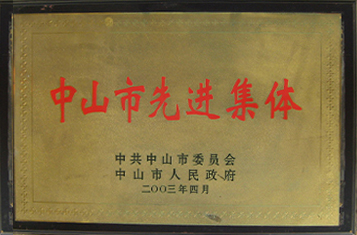 中山市先进集体
中共中山市委员会
中山市人民政府
二〇〇三年四月